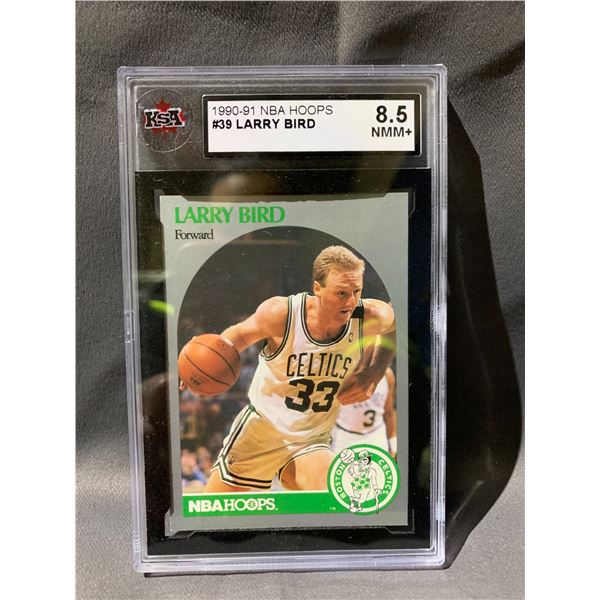 KSA
1990-91 NBA HOOPS
#39 LARRY BIRD
8.5
NMM+
LARRY BIRD
Forward
CELTICS
33
3
NBA HOOPS
BOSTON CELTICS